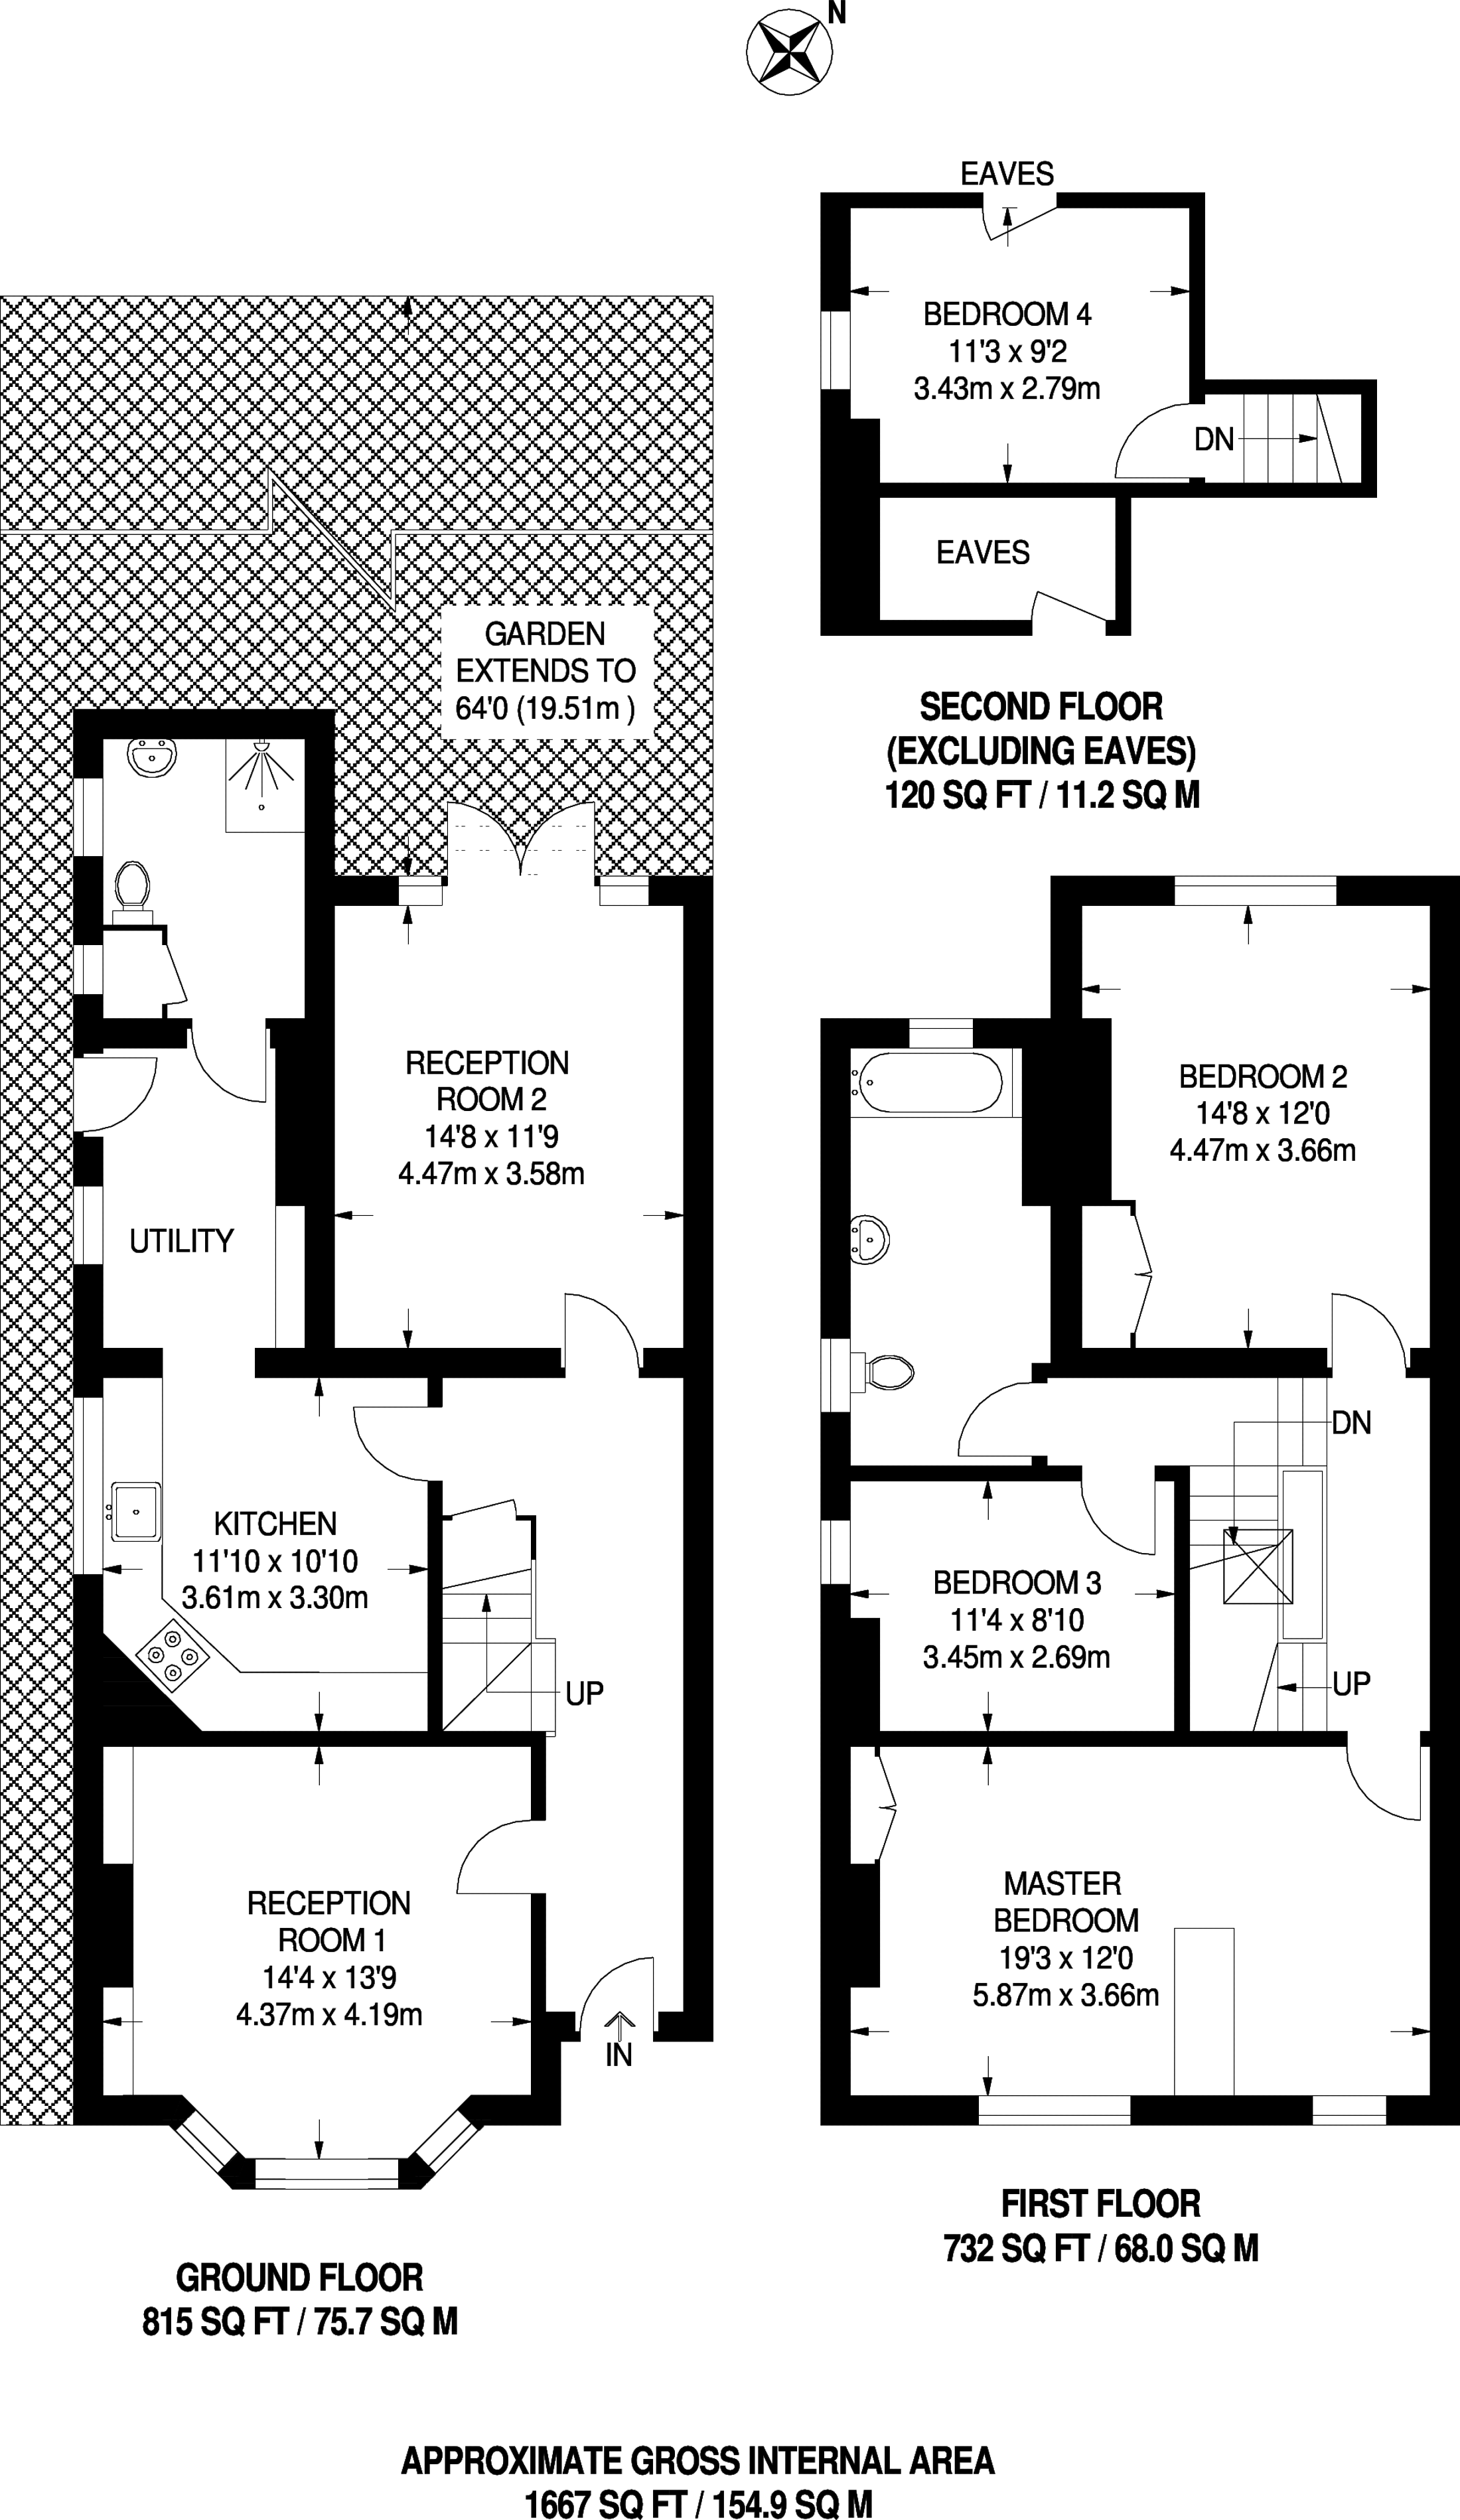 N
EAVES
BEDROOM 4
11'3 x 9'2
3.43m x 2.79m
DN
EAVES
SECOND FLOOR
(EXCLUDING EAVES)
120 SQ FT / 11.2 SQ M
GARDEN
EXTENDS TO
64'0 (19.51m )
RECEPTION
ROOM 2
14'8 x 11'9
4.47m x 3.58m
UTILITY
KITCHEN
11'10 x 10'10
3.61m x 3.30m
UP
RECEPTION
ROOM 1
14'4 x 13'9
4.37m x 4.19m
IN
GROUND FLOOR
815 SQ FT / 75.7 SQ M
BEDROOM 2
14'8 x 12'0
4.47m x 3.66m
DN
BEDROOM 3
11'4 x 8'10
3.45m x 2.69m
UP
MASTER
BEDROOM
19'3 x 12'0
5.87m x 3.66m
FIRST FLOOR
732 SQ FT / 68.0 SQ M
APPROXIMATE GROSS INTERNAL AREA
1667 SQ FT / 154.9 SQ M